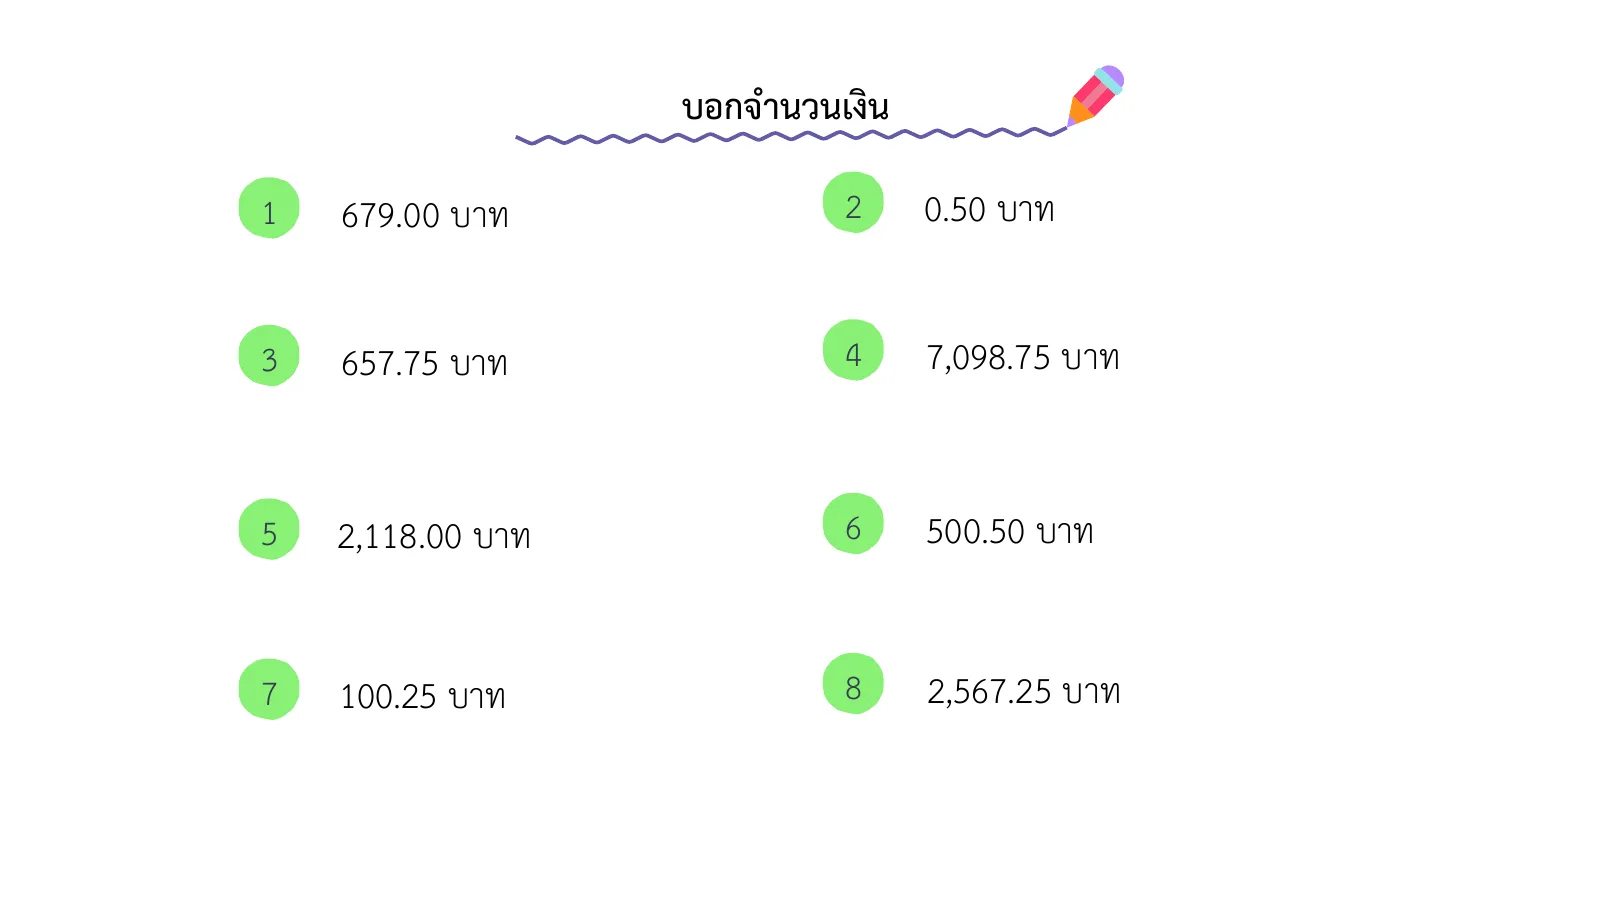 บอกจำนวนเงิน
1 679.00 บาท
2 0.50 บาท
3 657.75 บาท
4 7,098.75 บาท
5 2,118.00 บาท
6 500.50 บาท
7 100.25 บาท
8 2,567.25 บาท